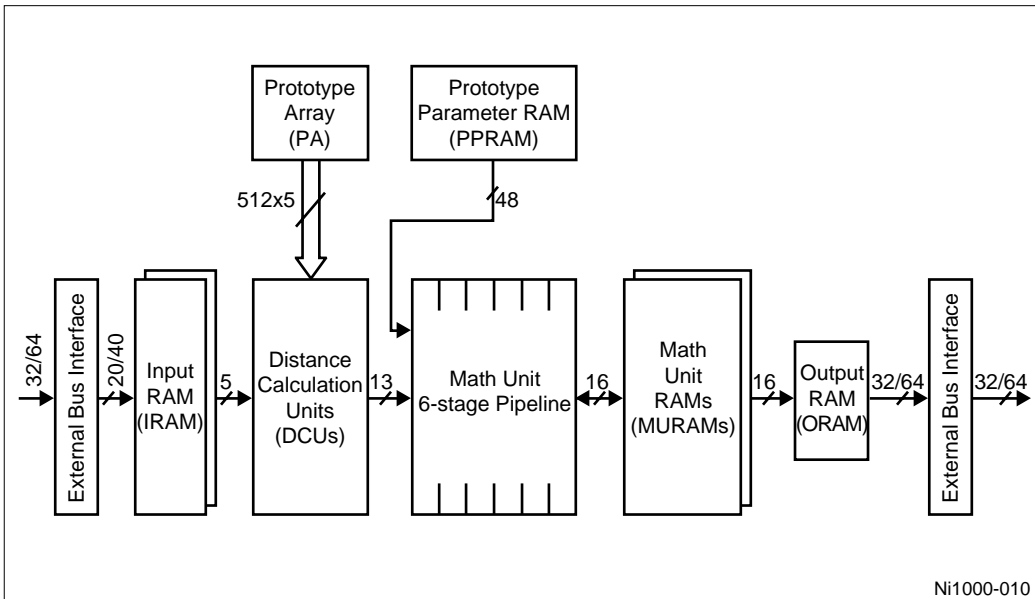 Prototype
Array
(PA)
Prototype
Parameter RAM
(PPRAM)
512x5
48
32/64
External Bus Interface
20/40
Input
RAM
(IRAM)
5
Distance
Calculation
Units
(DCUs)
13
Math Unit
6-stage Pipeline
16
Math
Unit
RAMs
(MURAMs)
16
Output
RAM
(ORAM)
32/64
External Bus Interface
32/64
Ni1000-010